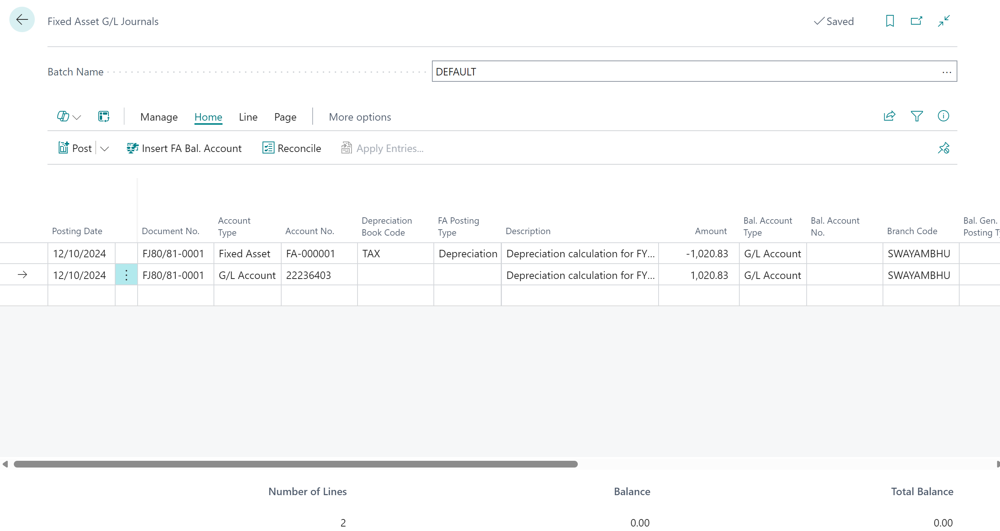 Fixed Asset G/L Journals
Saved
Batch Name
DEFAULT
Manage Home Line Page More options
Post Insert FA Bal. Account Reconcile Apply Entries...
Posting Date Document No. Account Type Account No. Depreciation Book Code FA Posting Type Description Amount Bal. Account Type Bal. Account No. Branch Code Bal. Gen. Posting Ty
12/10/2024 FJ80/81-0001 Fixed Asset FA-000001 TAX Depreciation Depreciation calculation for FY... -1,020.83 G/L Account SWAYAMBHU
12/10/2024 FJ80/81-0001 G/L Account 22236403 Depreciation calculation for FY... 1,020.83 G/L Account SWAYAMBHU
Number of Lines Balance Total Balance
2 0.00 0.00